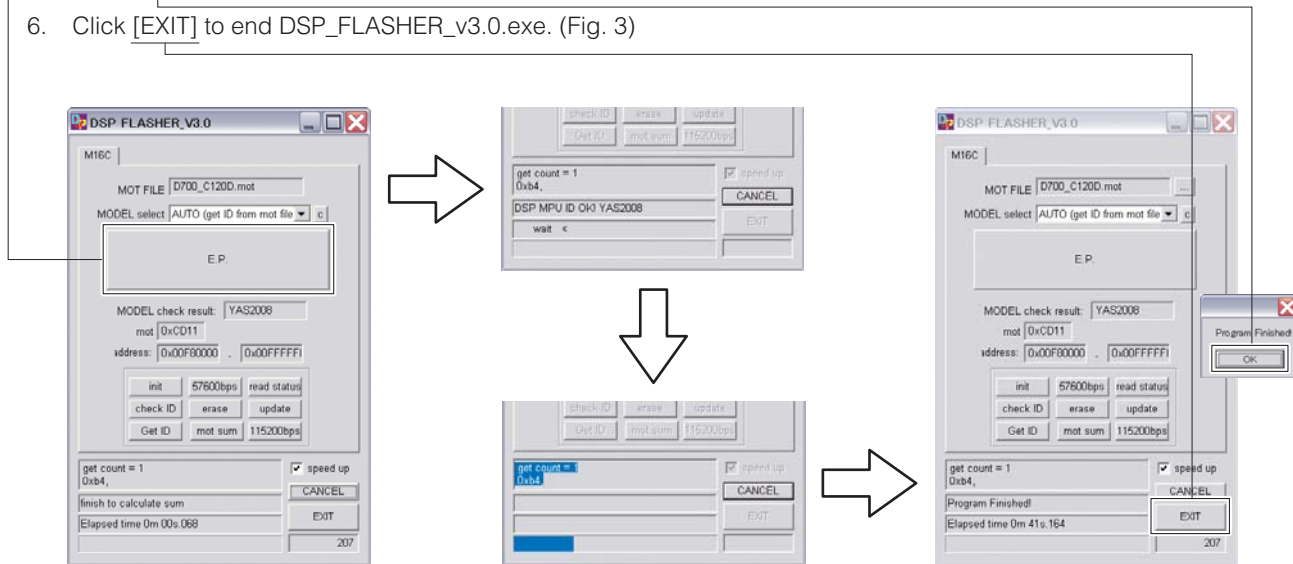 6. Click [EXIT] to end DSP_FLASHER_v3.0.exe. (Fig. 3)
DSP FLASHER_V3.0
M16C
MOT FILE D700_C120D.mot
MODEL select AUTO (get ID from mot file c
E.P.
MODEL check result: YAS2008
mot 0xCD11
address: 0x00F80000 - 0x00FFFFFI
init 57600bps read status
check ID erase update
Get ID mot sum 115200bps
get count = 1
0xb4,
speed up
finish to calculate sum
CANCEL
Elapsed time 0m 00s.068
EXIT
207
check ID erase update
Get ID mot sum 115200bps
get count = 1
0xb4,
speed up
CANCEL
DSP MPU ID OK! YAS2008
EXIT
wait <
check ID erase update
Get ID mot sum 115200bps
get count = 1
0xb4,
speed up
CANCEL
EXIT
DSP FLASHER_V3.0
M16C
MOT FILE D700_C120D.mot ...
MODEL select AUTO (get ID from mot file c
E.P.
MODEL check result: YAS2008
mot 0xCD11
address: 0x00F80000 - 0x00FFFFFI
init 57600bps read status
check ID erase update
Get ID mot sum 115200bps
get count = 1
0xb4,
speed up
CANCEL
Program Finished!
Elapsed time 0m 41s.164
EXIT
207
Program Finished!
OK